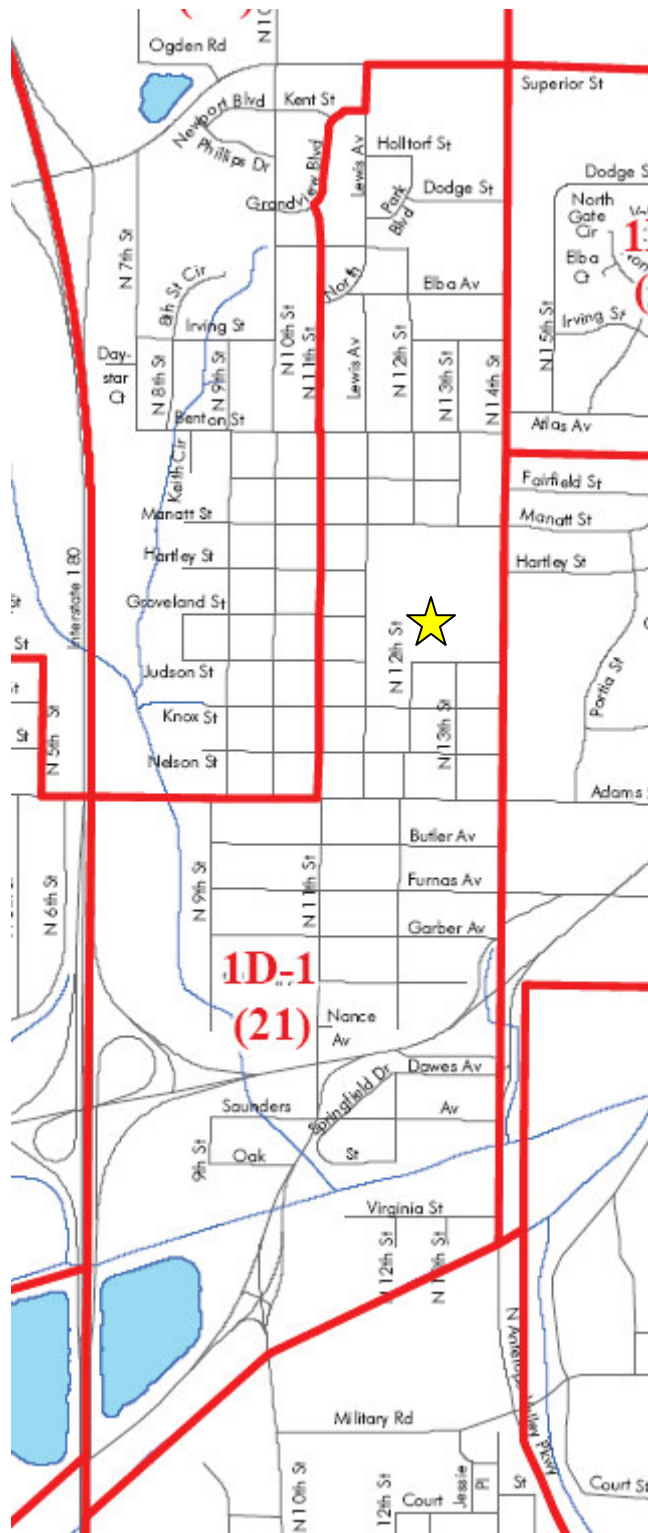 Ogden Rd
N 10
Superior St
Newport Blvd
Kent St
Phillips Dr
Grandview Blvd
Lewis Av
Holltorf St
Park Blvd
Dodge St
Dodge S
North
Gate
Cir
Elba
Ct
N 7th St
8th St Cir
Irving St
North
Elba Av
Irving St
N 15th St
Day-
star
Ct
N 8th St
N 9th St
N 10th St
N 11th St
Lewis Av
N 12th St
N 13th St
N 14th St
Benton St
Atlas Av
Keith Cir
Fairfield St
Manatt St
Manatt St
Hartley St
Hartley St
Interstate 180
Groveland St
St
N 12th St
Judson St
St
Portia St
Knox St
St
N 5th St
N 13th St
Nelson St
Adams
Butler Av
N 6th St
N 9th St
N 11th St
Furnas Av
Garber Av
1D-1
(21)
Nance
Av
Springfield Dr
Dawes Av
Saunders
Av
9th St
Oak
St
Virginia St
N 12th St
N Antelope Valley Pkwy
Military Rd
N 10th St
12th St
Court
Jessie
Pl
St
Court St